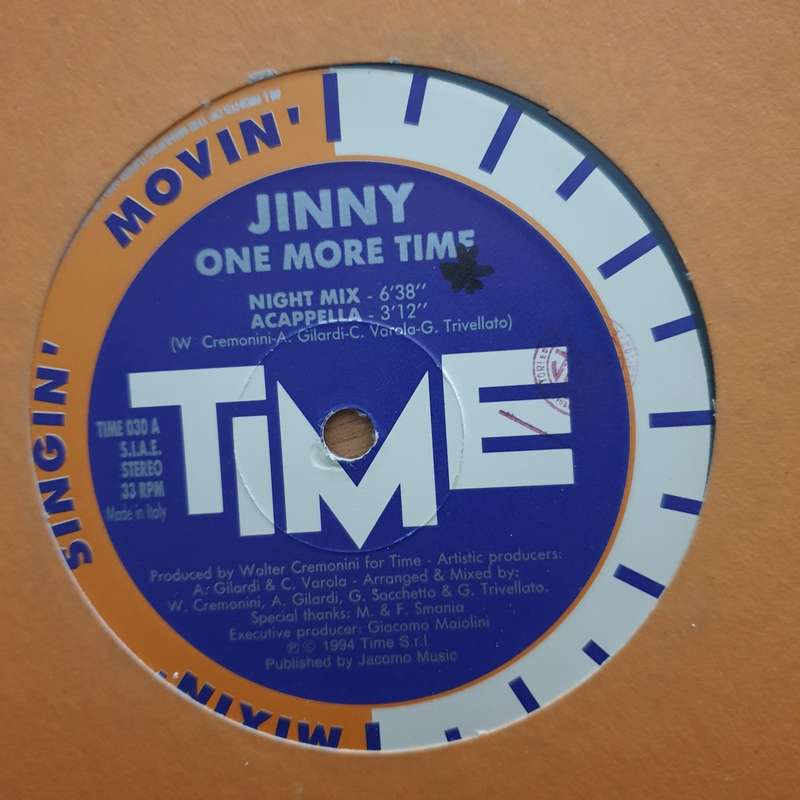 MOVIN'
SINGIN'
MIXIN'
JINNY
ONE MORE TIME
NIGHT MIX - 6'38"
ACAPPELLA - 3'12"
(W. Cremonini-A. Gilardi-C. Varola-G. Trivellato)
TIME
TIME 030 A
S.I.A.E.
STEREO
33 RPM
Made in Italy
Produced by Walter Cremonini for Time - Artistic producers:
A. Gilardi & C. Varola - Arranged & Mixed by:
W. Cremonini, A. Gilardi, G. Sacchetto & G. Trivellato.
Special thanks: M. & F. Smania
Executive producer: Giacomo Maiolini
℗ © 1994 Time S.r.l.
Published by Jacomo Music